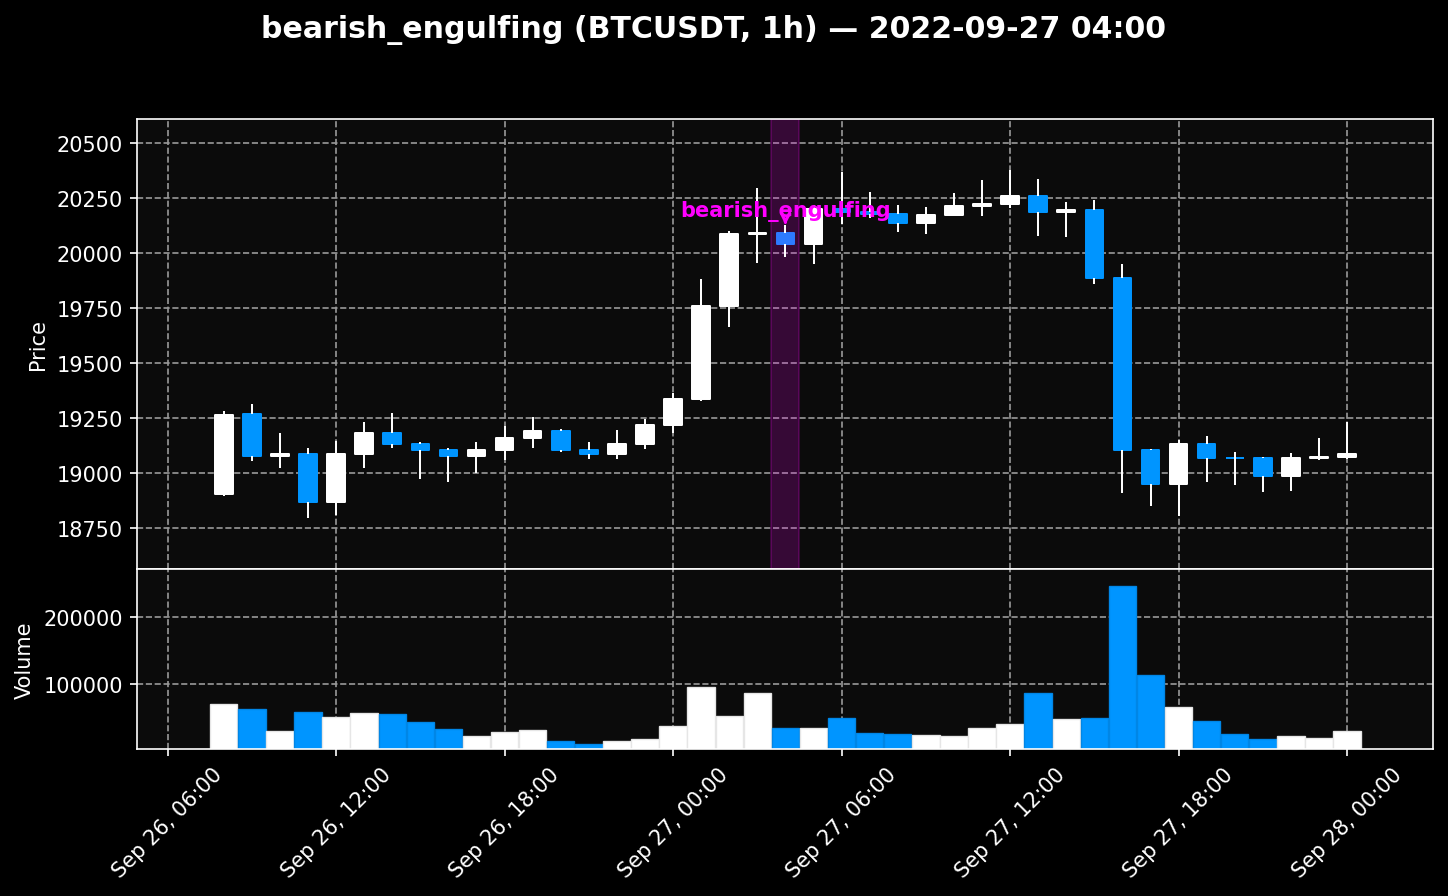 bearish_engulfing (BTCUSDT, 1h) — 2022-09-27 04:00
20500
20250
20000
19750
19500
19250
19000
18750
Price
bearish_engulfing
200000
100000
Volume
Sep 26, 06:00
Sep 26, 12:00
Sep 26, 18:00
Sep 27, 00:00
Sep 27, 06:00
Sep 27, 12:00
Sep 27, 18:00
Sep 28, 00:00